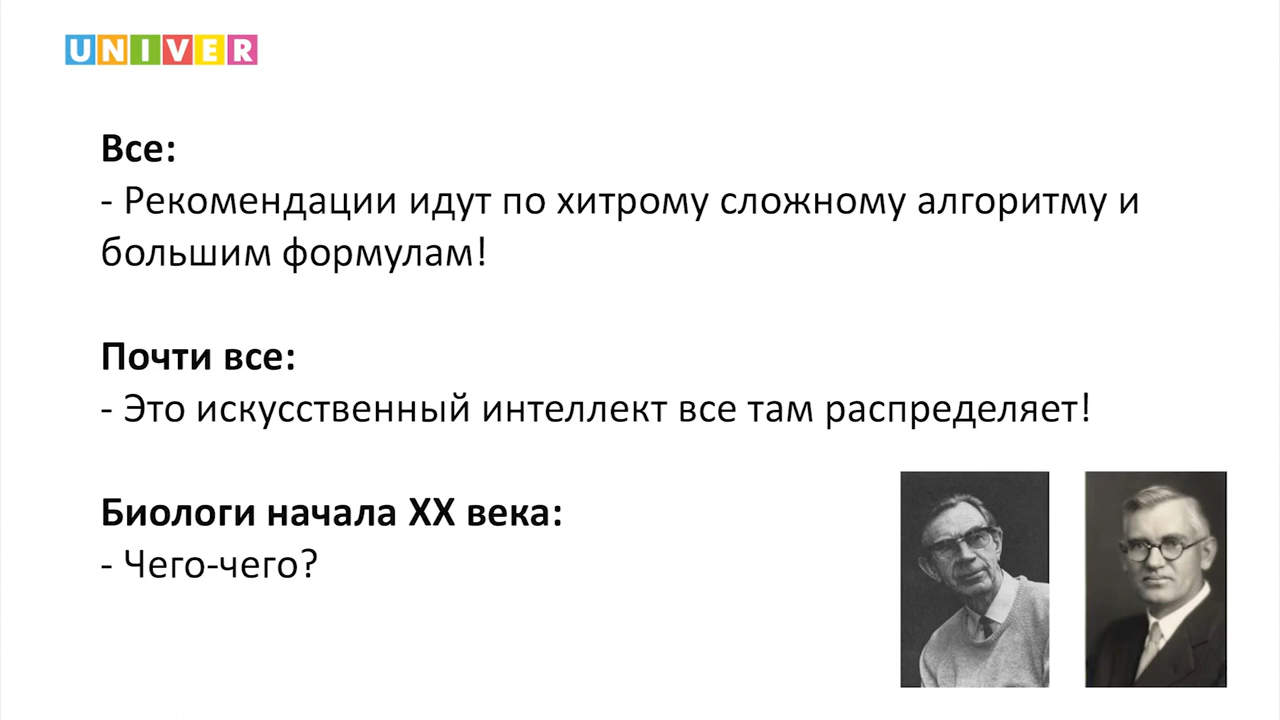 UNIVER
Все:
- Рекомендации идут по хитрому сложному алгоритму и
большим формулам!
Почти все:
- Это искусственный интеллект все там распределяет!
Биологи начала XX века:
- Чего-чего?